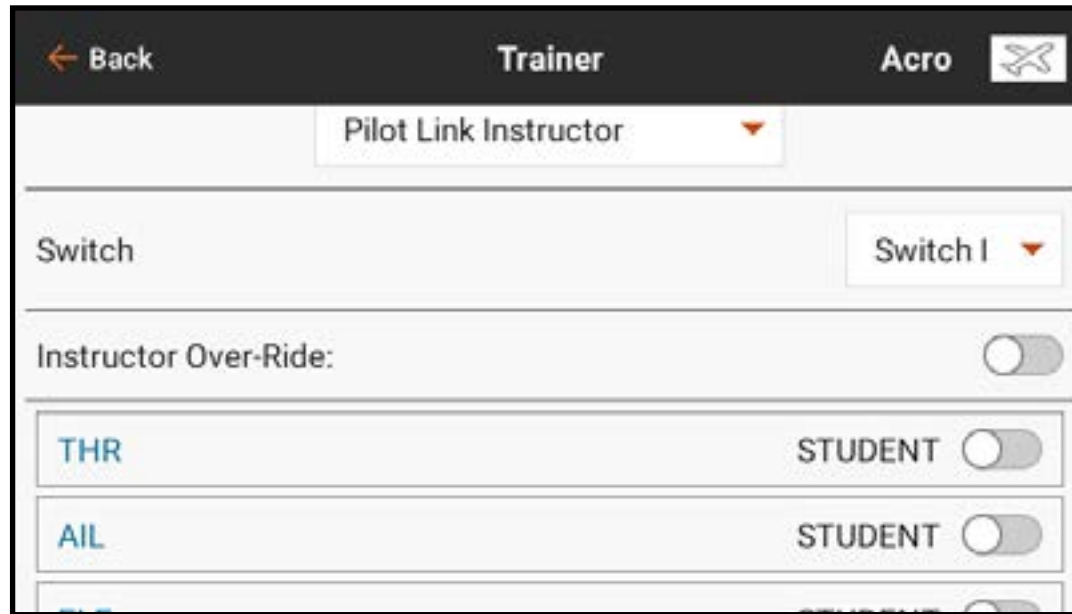 Back Trainer Acro
Pilot Link Instructor
Switch Switch I
Instructor Over-Ride:
THR STUDENT
AIL STUDENT